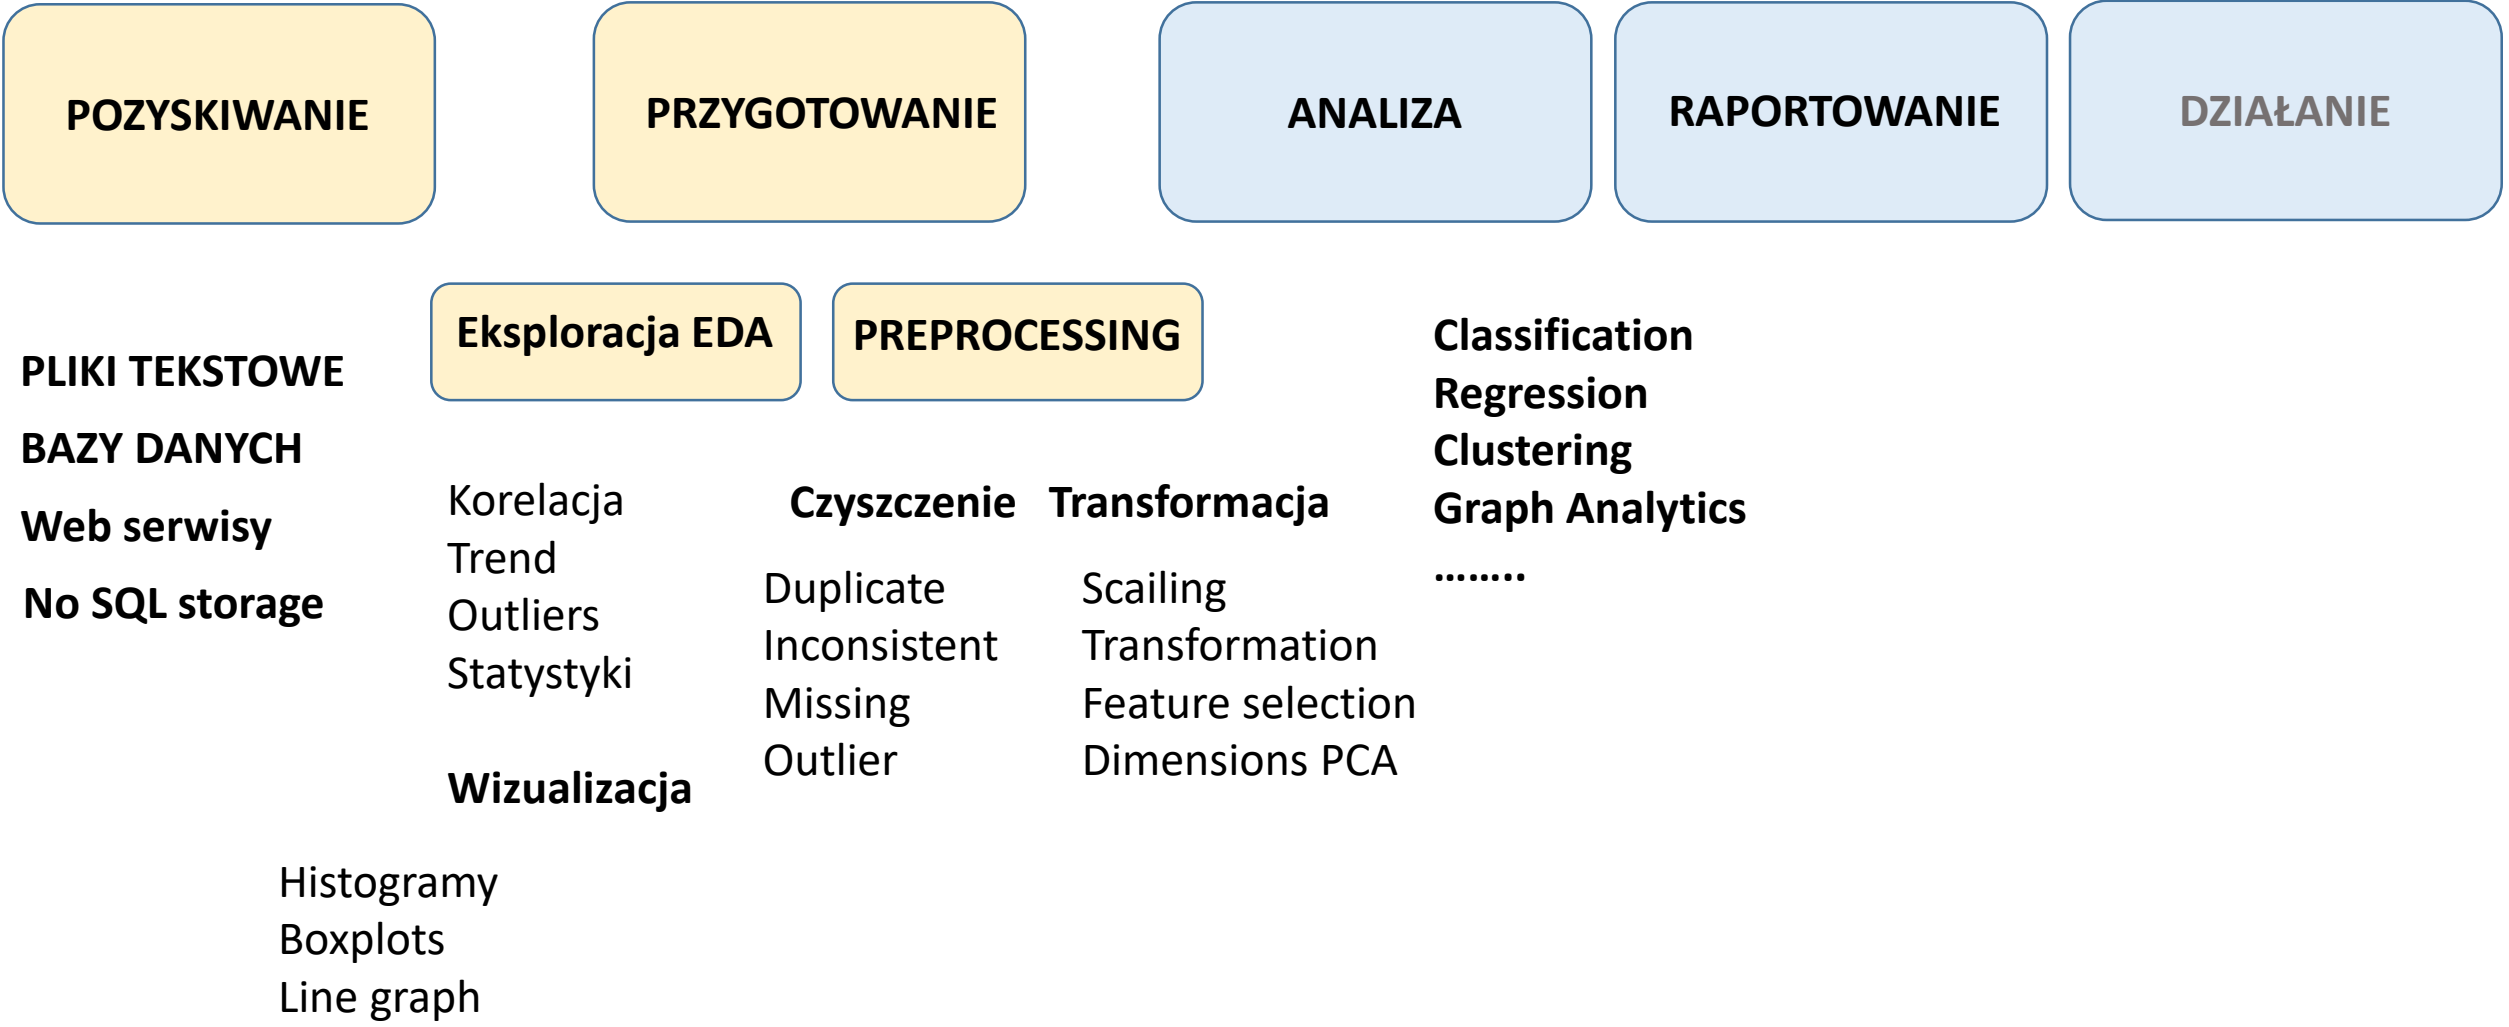 POZYSKIWANIE
PRZYGOTOWANIE
ANALIZA
RAPORTOWANIE
DZIAŁANIE
PLIKI TEKSTOWE
BAZY DANYCH
Web serwisy
No SQL storage
Eksploracja EDA
Korelacja
Trend
Outliers
Statystyki
Wizualizacja
Histogramy
Boxplots
Line graph
PREPROCESSING
Czyszczenie
Duplicate
Inconsistent
Missing
Outlier
Transformacja
Scailing
Transformation
Feature selection
Dimensions PCA
Classification
Regression
Clustering
Graph Analytics
……..